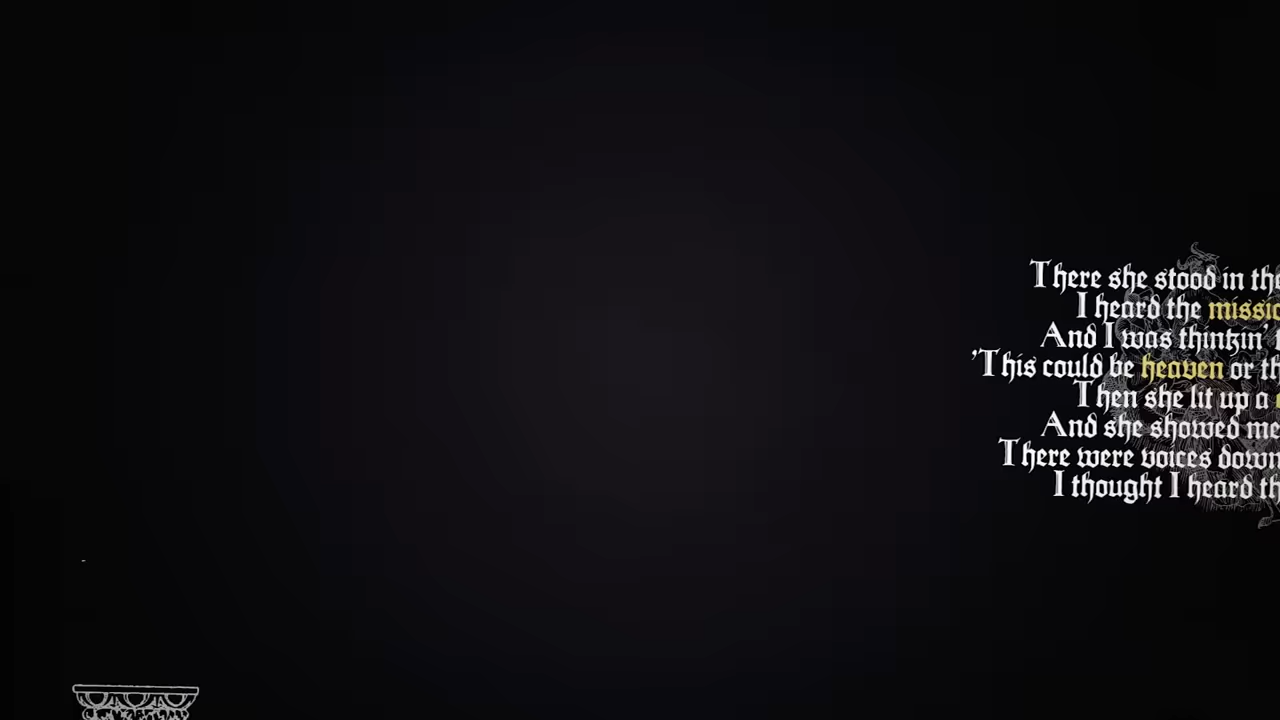 There she stood in the
I heard the missio
And I was thinkin' t
'This could be heaven or th
Then she lit up a
And she showed me
There were voices down
I thought I heard th